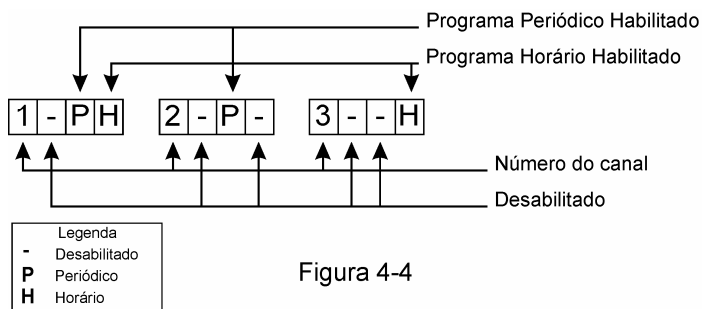 Programa Periódico Habilitado
Programa Horário Habilitado
1 - P H 2 - P - 3 - - H
Número do canal
Desabilitado
Legenda
- Desabilitado
P Periódico
H Horário
Figura 4-4